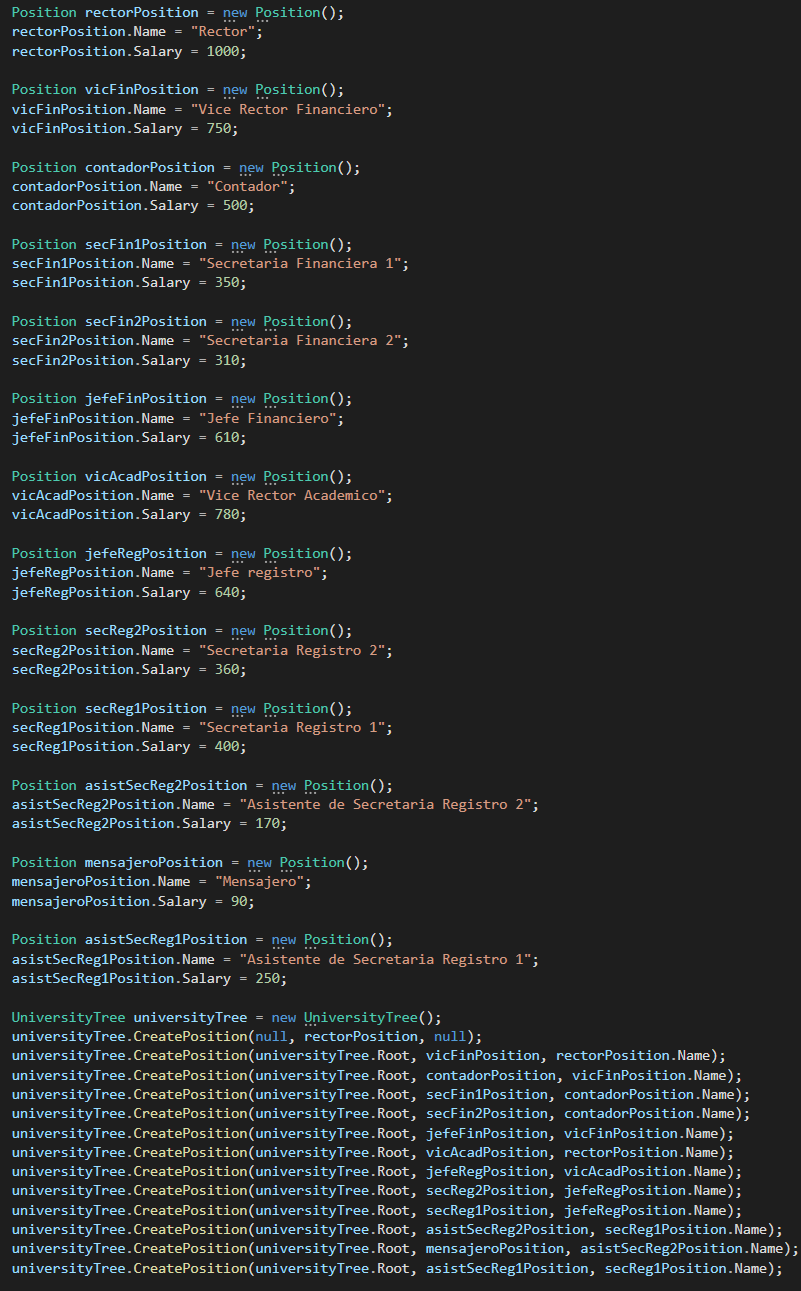 Position rectorPosition = new Position();
rectorPosition.Name = "Rector";
rectorPosition.Salary = 1000;

Position vicFinPosition = new Position();
vicFinPosition.Name = "Vice Rector Financiero";
vicFinPosition.Salary = 750;

Position contadorPosition = new Position();
contadorPosition.Name = "Contador";
contadorPosition.Salary = 500;

Position secFin1Position = new Position();
secFin1Position.Name = "Secretaria Financiera 1";
secFin1Position.Salary = 350;

Position secFin2Position = new Position();
secFin2Position.Name = "Secretaria Financiera 2";
secFin2Position.Salary = 310;

Position jefeFinPosition = new Position();
jefeFinPosition.Name = "Jefe Financiero";
jefeFinPosition.Salary = 610;

Position vicAcadPosition = new Position();
vicAcadPosition.Name = "Vice Rector Academico";
vicAcadPosition.Salary = 780;

Position jefeRegPosition = new Position();
jefeRegPosition.Name = "Jefe registro";
jefeRegPosition.Salary = 640;

Position secReg2Position = new Position();
secReg2Position.Name = "Secretaria Registro 2";
secReg2Position.Salary = 360;

Position secReg1Position = new Position();
secReg1Position.Name = "Secretaria Registro 1";
secReg1Position.Salary = 400;

Position asistSecReg2Position = new Position();
asistSecReg2Position.Name = "Asistente de Secretaria Registro 2";
asistSecReg2Position.Salary = 170;

Position mensajeroPosition = new Position();
mensajeroPosition.Name = "Mensajero";
mensajeroPosition.Salary = 90;

Position asistSecReg1Position = new Position();
asistSecReg1Position.Name = "Asistente de Secretaria Registro 1";
asistSecReg1Position.Salary = 250;

UniversityTree universityTree = new UniversityTree();
universityTree.CreatePosition(null, rectorPosition, null);
universityTree.CreatePosition(universityTree.Root, vicFinPosition, rectorPosition.Name);
universityTree.CreatePosition(universityTree.Root, contadorPosition, vicFinPosition.Name);
universityTree.CreatePosition(universityTree.Root, secFin1Position, contadorPosition.Name);
universityTree.CreatePosition(universityTree.Root, secFin2Position, contadorPosition.Name);
universityTree.CreatePosition(universityTree.Root, jefeFinPosition, vicFinPosition.Name);
universityTree.CreatePosition(universityTree.Root, vicAcadPosition, rectorPosition.Name);
universityTree.CreatePosition(universityTree.Root, jefeRegPosition, vicAcadPosition.Name);
universityTree.CreatePosition(universityTree.Root, secReg2Position, jefeRegPosition.Name);
universityTree.CreatePosition(universityTree.Root, secReg1Position, jefeRegPosition.Name);
universityTree.CreatePosition(universityTree.Root, asistSecReg2Position, secReg1Position.Name);
universityTree.CreatePosition(universityTree.Root, mensajeroPosition, asistSecReg2Position.Name);
universityTree.CreatePosition(universityTree.Root, asistSecReg1Position, secReg1Position.Name);